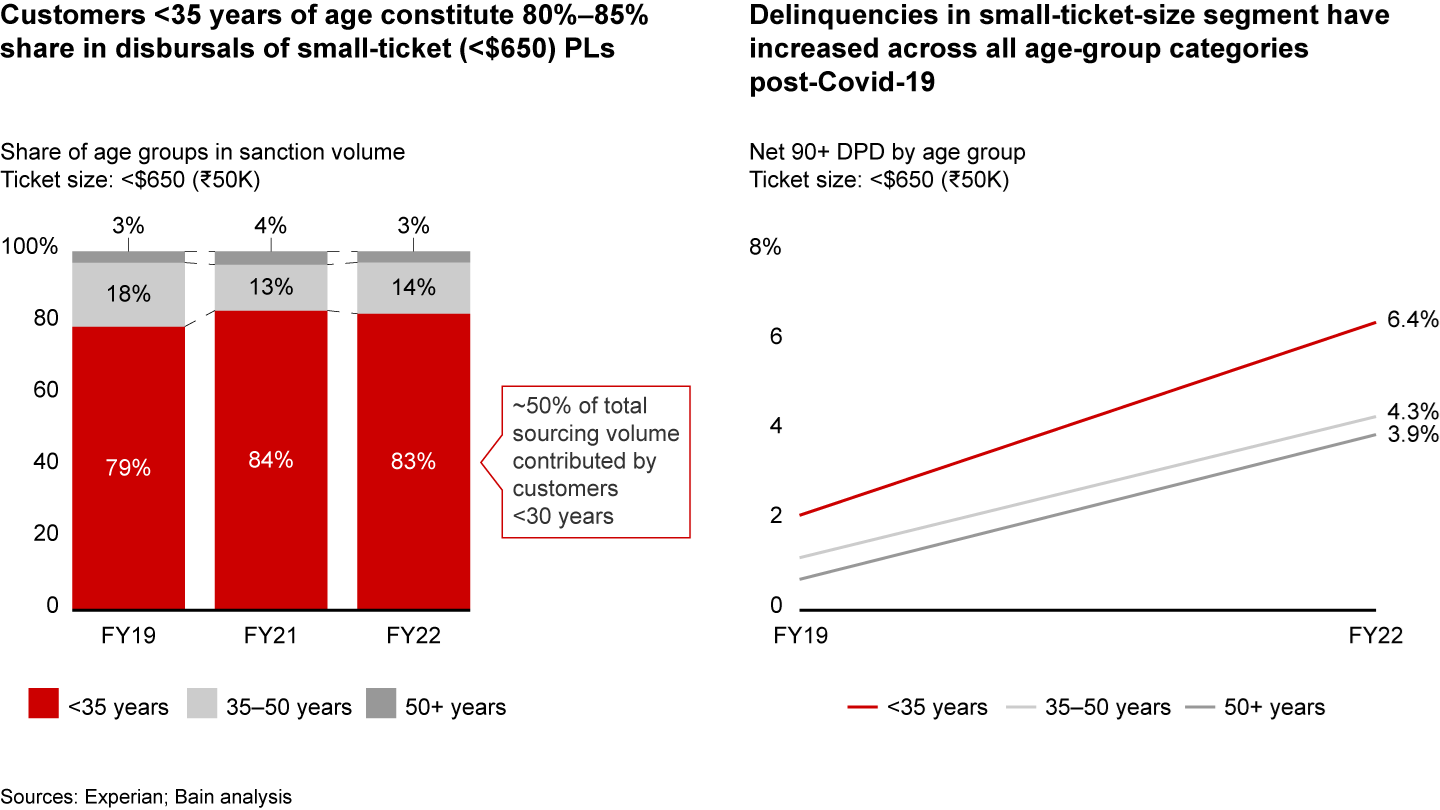 Customers <35 years of age constitute 80%–85%
share in disbursals of small-ticket (<$650) PLs
Share of age groups in sanction volume
Ticket size: <$650 (₹50K)
3%
4%
3%
100%
18%
13%
14%
80
60
40
79%
84%
83%
20
0
~50% of total
sourcing volume
contributed by
customers
<30 years
FY19
FY21
FY22
<35 years
35–50 years
50+ years
Delinquencies in small-ticket-size segment have
increased across all age-group categories
post-Covid-19
Net 90+ DPD by age group
Ticket size: <$650 (₹50K)
8%
6
4
2
0
6.4%
4.3%
3.9%
FY19
FY22
<35 years
35–50 years
50+ years
Sources: Experian; Bain analysis